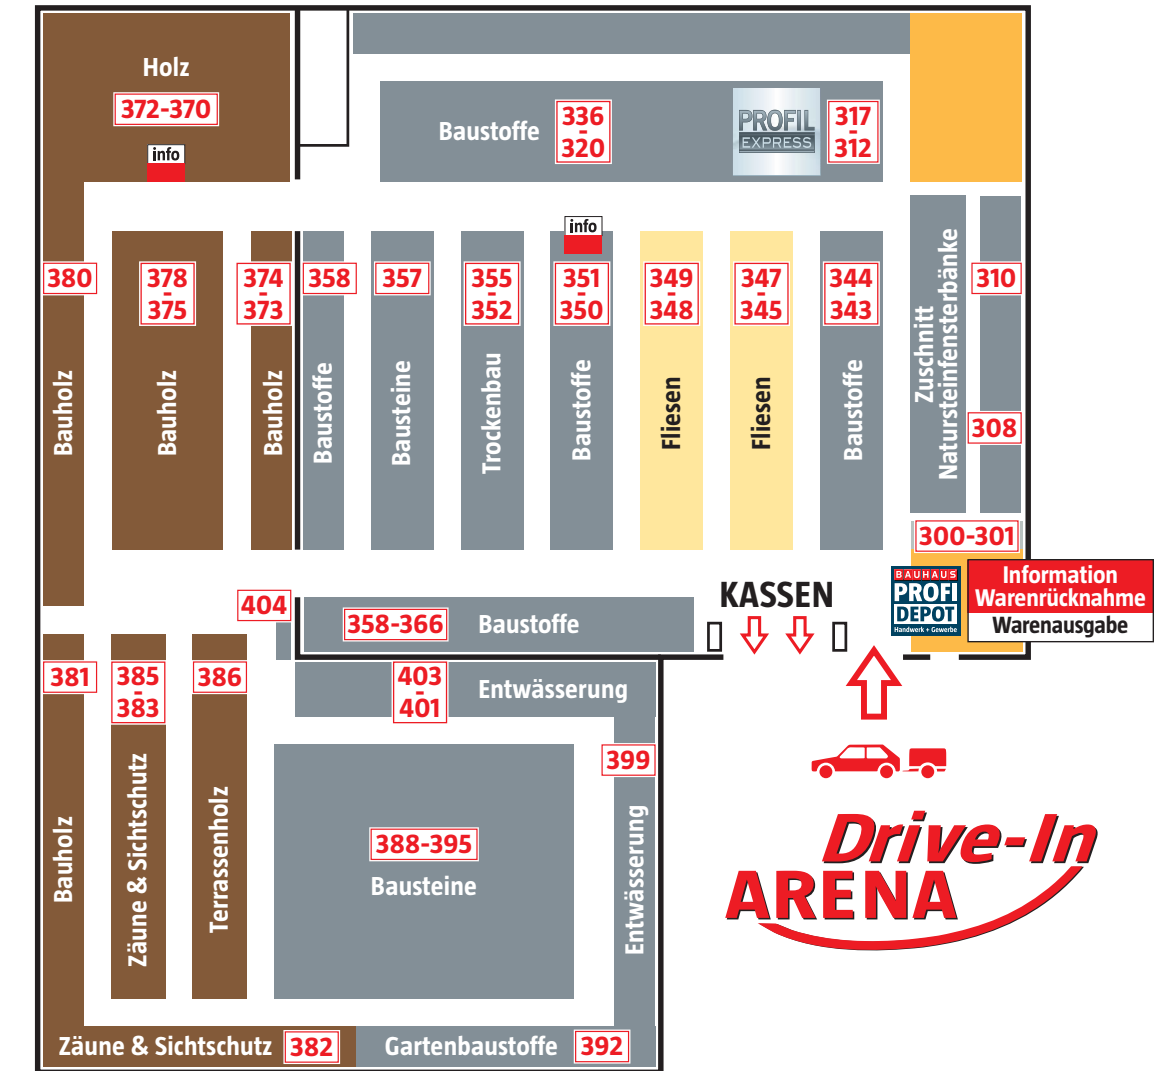 Holz
372-370
info
Baustoffe
336
-
320
PROFIL
EXPRESS
317
-
312
info
380
378
-
375
374
-
373
358
357
355
-
352
351
-
350
349
-
348
347
-
345
344
-
343
310
Bauholz
Bauholz
Bauholz
Baustoffe
Bausteine
Trockenbau
Baustoffe
Fliesen
Fliesen
Baustoffe
Zuschnitt
Natursteinfensterbänke
308
300-301
BAUHAUS
PROFI
DEPOT
Handwerk + Gewerbe
Information
Warenrücknahme
Warenausgabe
KASSEN
404
358-366
Baustoffe
381
385
-
383
386
403
-
401
Entwässerung
399
Bauholz
Zäune & Sichtschutz
Terrassenholz
388-395
Bausteine
Entwässerung
Drive-In
ARENA
Zäune & Sichtschutz
382
Gartenbaustoffe
392